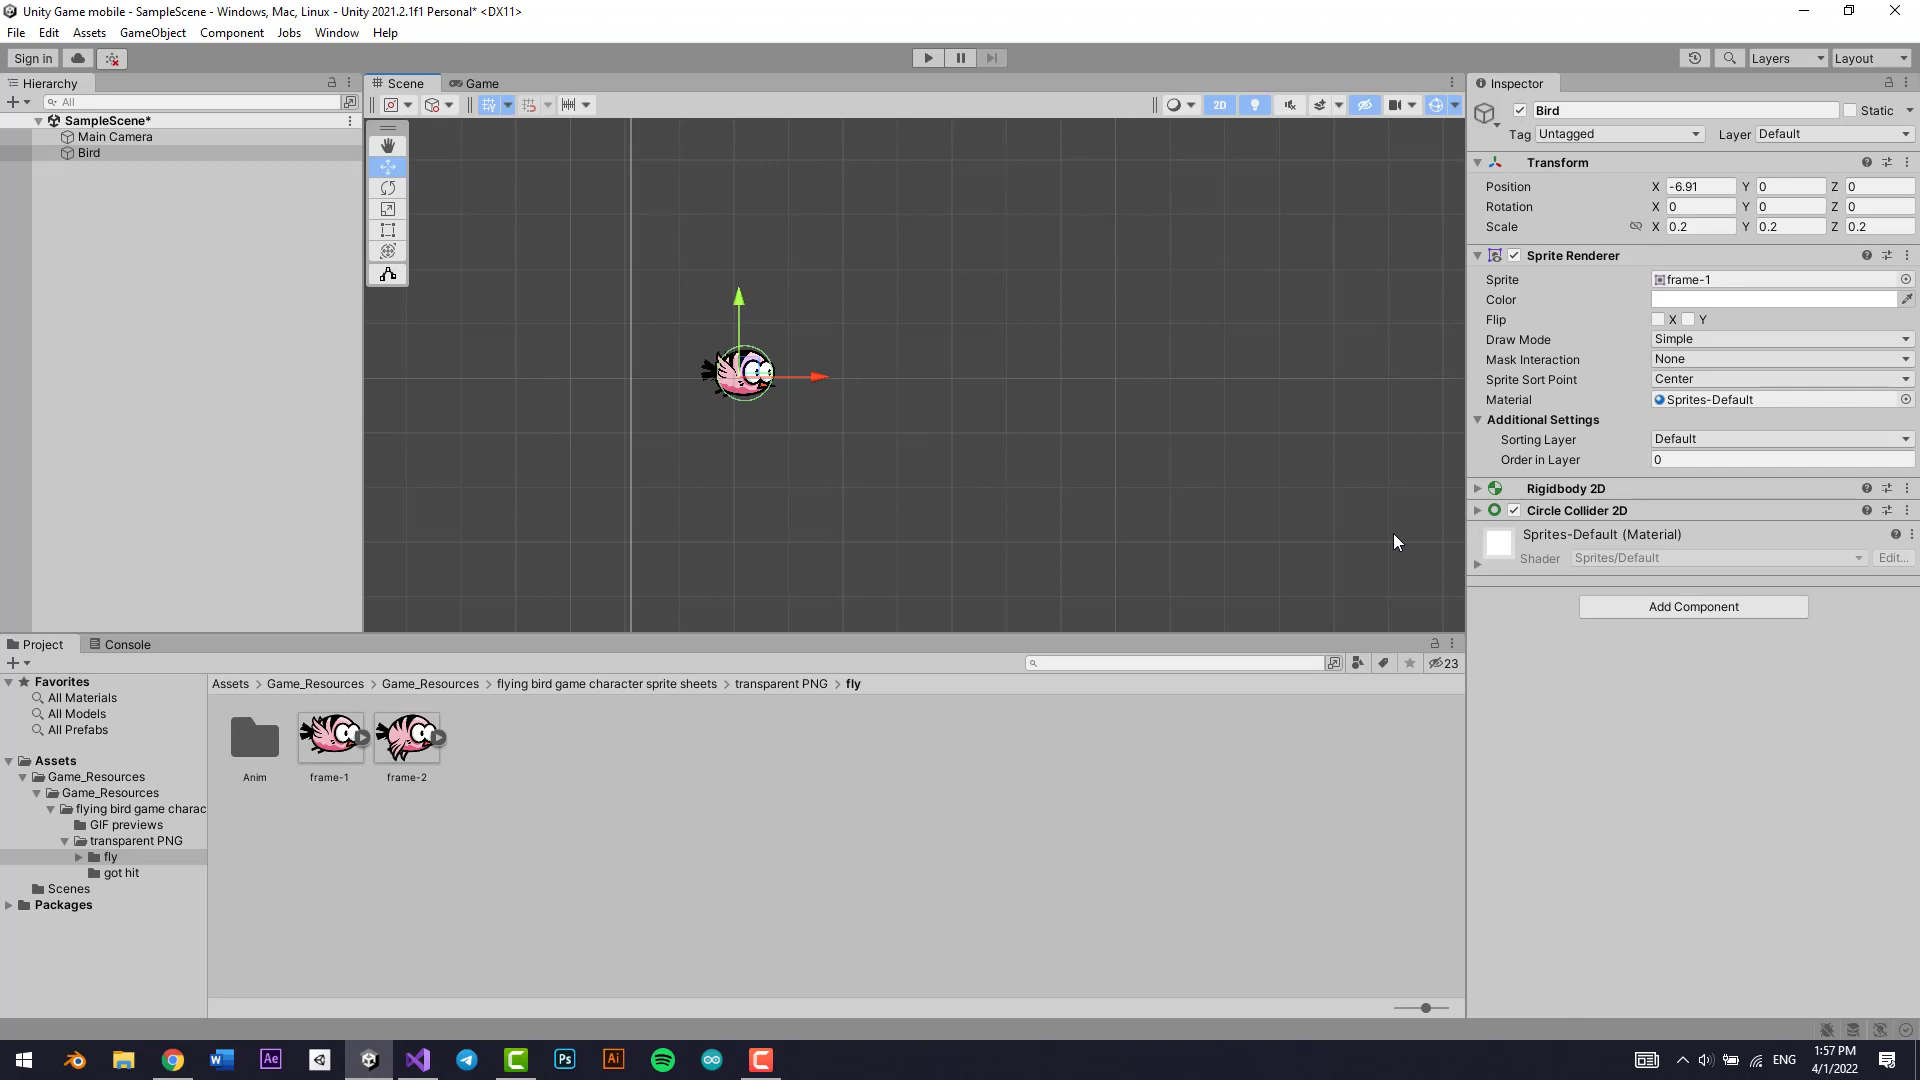 Unity Game mobile - SampleScene - Windows, Mac, Linux - Unity 2021.2.1f1 Personal* <DX11>
File Edit Assets GameObject Component Jobs Window Help
Sign in
Layers Layout
Hierarchy
All
SampleScene*
Main Camera
Bird
Scene Game
2D
Inspector
Bird Static
Tag Untagged Layer Default
Transform
Position X -6.91 Y 0 Z 0
Rotation X 0 Y 0 Z 0
Scale X 0.2 Y 0.2 Z 0.2
Sprite Renderer
Sprite frame-1
Color
Flip X Y
Draw Mode Simple
Mask Interaction None
Sprite Sort Point Center
Material Sprites-Default
Additional Settings
Sorting Layer Default
Order in Layer 0
Rigidbody 2D
Circle Collider 2D
Sprites-Default (Material)
Shader Sprites/Default Edit...
Add Component
Project Console
23
Favorites
All Materials
All Models
All Prefabs
Assets
Game_Resources
Game_Resources
flying bird game charac
GIF previews
transparent PNG
fly
got hit
Scenes
Packages
Assets > Game_Resources > Game_Resources > flying bird game character sprite sheets > transparent PNG > fly
Anim frame-1 frame-2
Ae Ps Ai
ENG
1:57 PM
4/1/2022